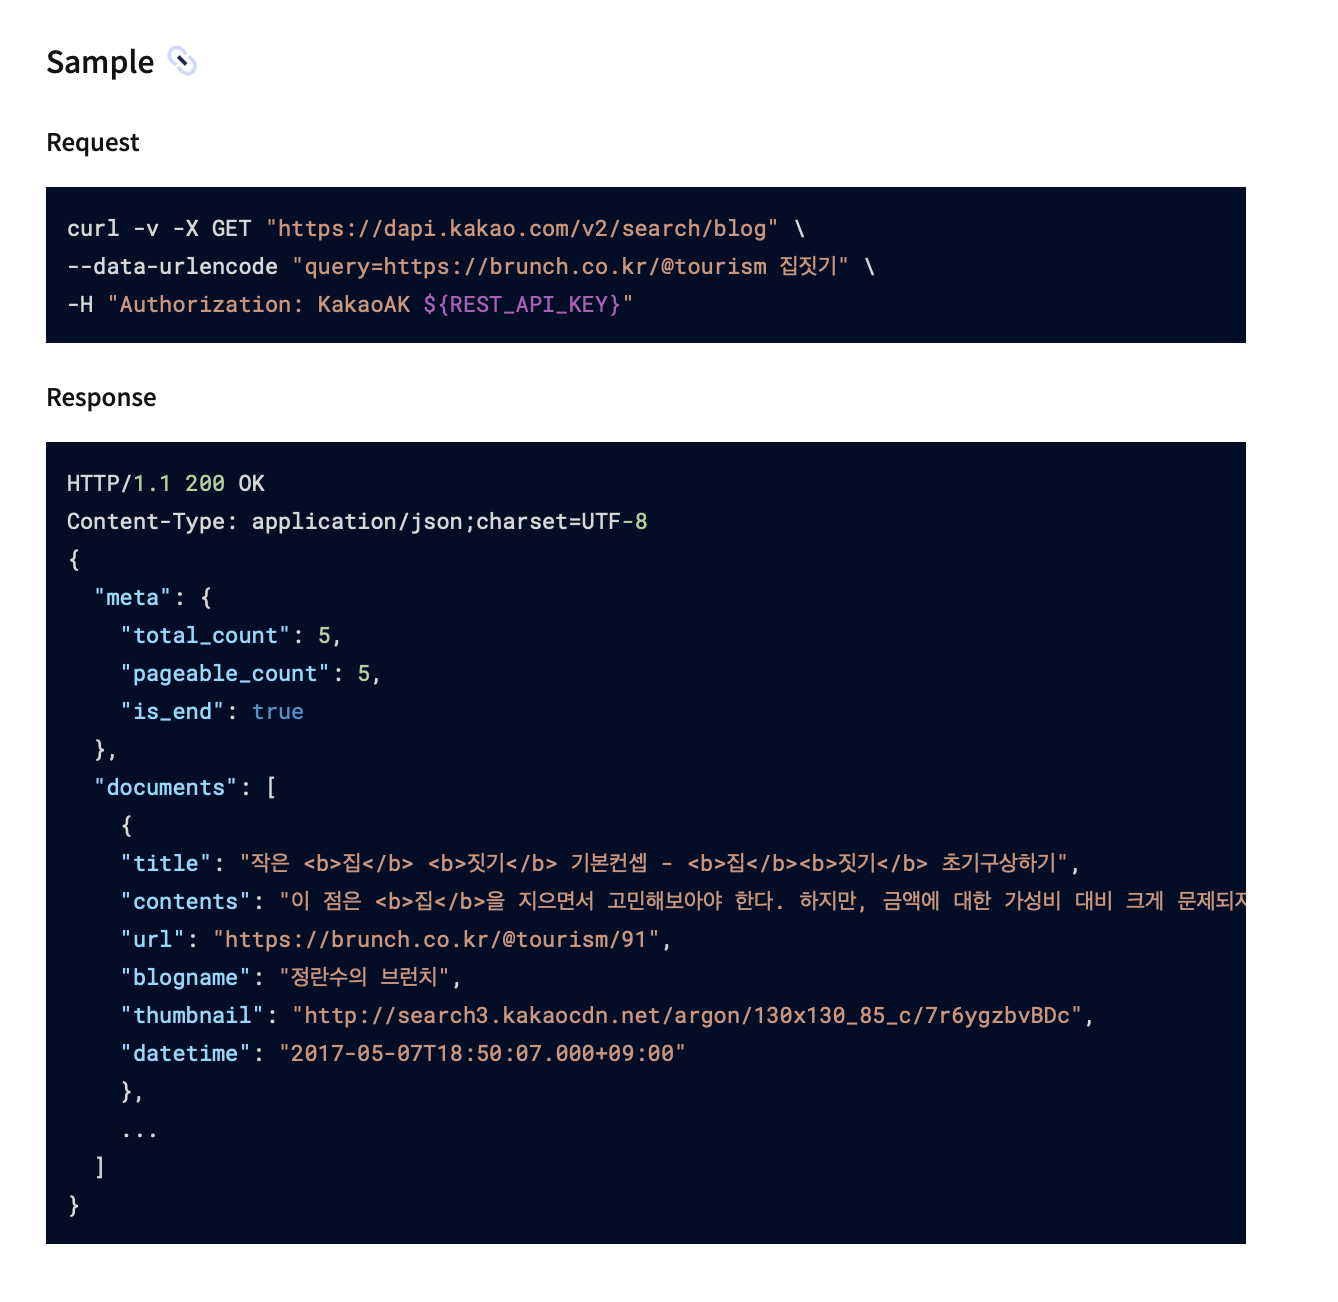 Sample
Request
curl -v -X GET "https://dapi.kakao.com/v2/search/blog" \
--data-urlencode "query=https://brunch.co.kr/@tourism 집짓기" \
-H "Authorization: KakaoAK ${REST_API_KEY}"
Response
HTTP/1.1 200 OK
Content-Type: application/json;charset=UTF-8
{
  "meta": {
    "total_count": 5,
    "pageable_count": 5,
    "is_end": true
  },
  "documents": [
    {
    "title": "작은 <b>집</b> <b>짓기</b> 기본컨셉 - <b>집</b><b>짓기</b> 초기구상하기",
    "contents": "이 점은 <b>집</b>을 지으면서 고민해보아야 한다. 하지만, 금액에 대한 가성비 대비 크게
    "url": "https://brunch.co.kr/@tourism/91",
    "blogname": "정란수의 브런치",
    "thumbnail": "http://search3.kakaocdn.net/argon/130x130_85_c/7r6ygzbvBDc",
    "datetime": "2017-05-07T18:50:07.000+09:00"
    },
    ...
  ]
}